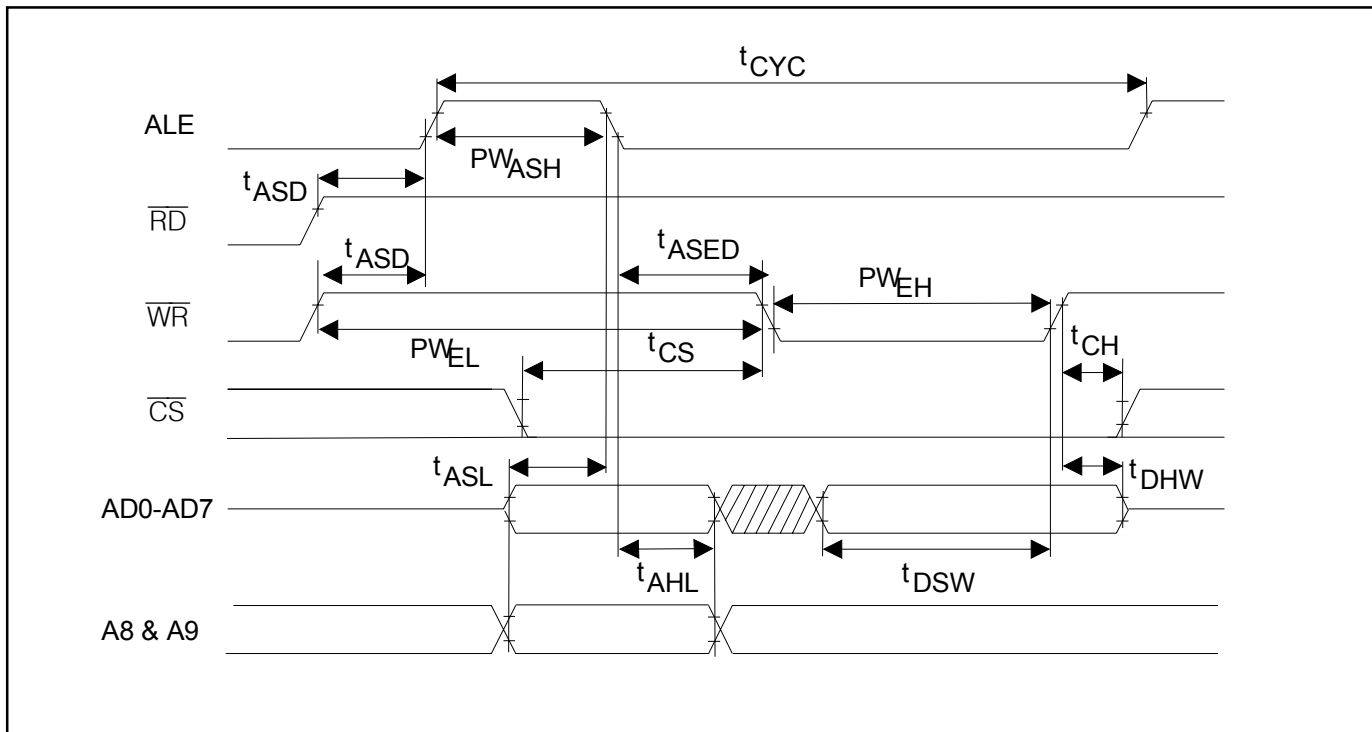 tCYC
ALE
PWASH
tASD
RD
tASED
tASD
PWEH
WR
tCH
PWEL
tCS
CS
tASL
tDHW
AD0-AD7
tAHL
tDSW
A8 & A9